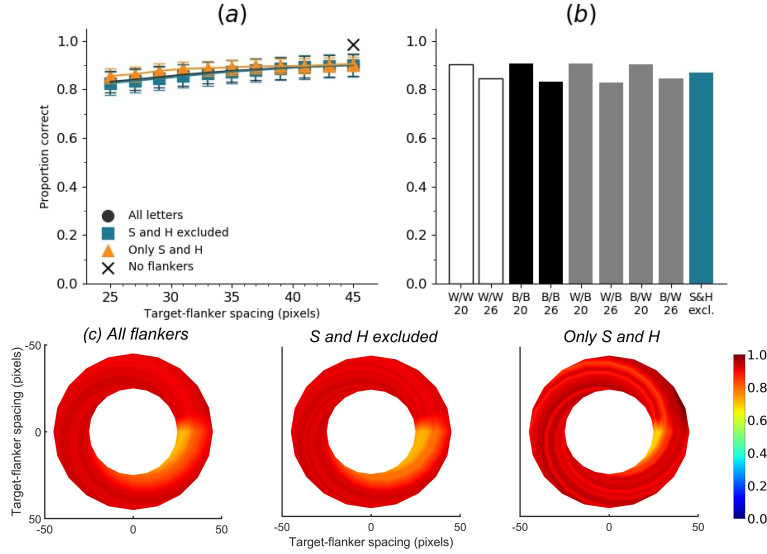 (a)
(b)
1.0
0.8
0.6
0.4
0.2
0.0
Proportion correct
All letters
S and H excluded
Only S and H
No flankers
25 30 35 40 45
Target-flanker spacing (pixels)
1.0
0.8
0.6
0.4
0.2
0.0
W/W W/W B/B B/B W/B W/B B/W B/W S&H
20 26 20 26 20 26 20 26 excl.
(c) All flankers
S and H excluded
Only S and H
Target-flanker spacing (pixels)
-50
0
50
-50 0 50
-50 0 50
-50 0 50
Target-flanker spacing (pixels)
1.0
0.8
0.6
0.4
0.2
0.0